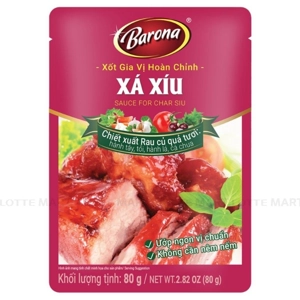 Barona
Xốt Gia Vị Hoàn Chỉnh
XÁ XÍU
SAUCE FOR CHAR SIU
Chiết xuất Rau củ quả tươi:
hành tây, tỏi, hành lá, cà chua
LOTTE MART
LOTTE MART
Ướp ngon vị chuẩn
Không cần nêm nếm
Khối lượng tịnh: 80 g / NET WT. 2.82 OZ (80 g)